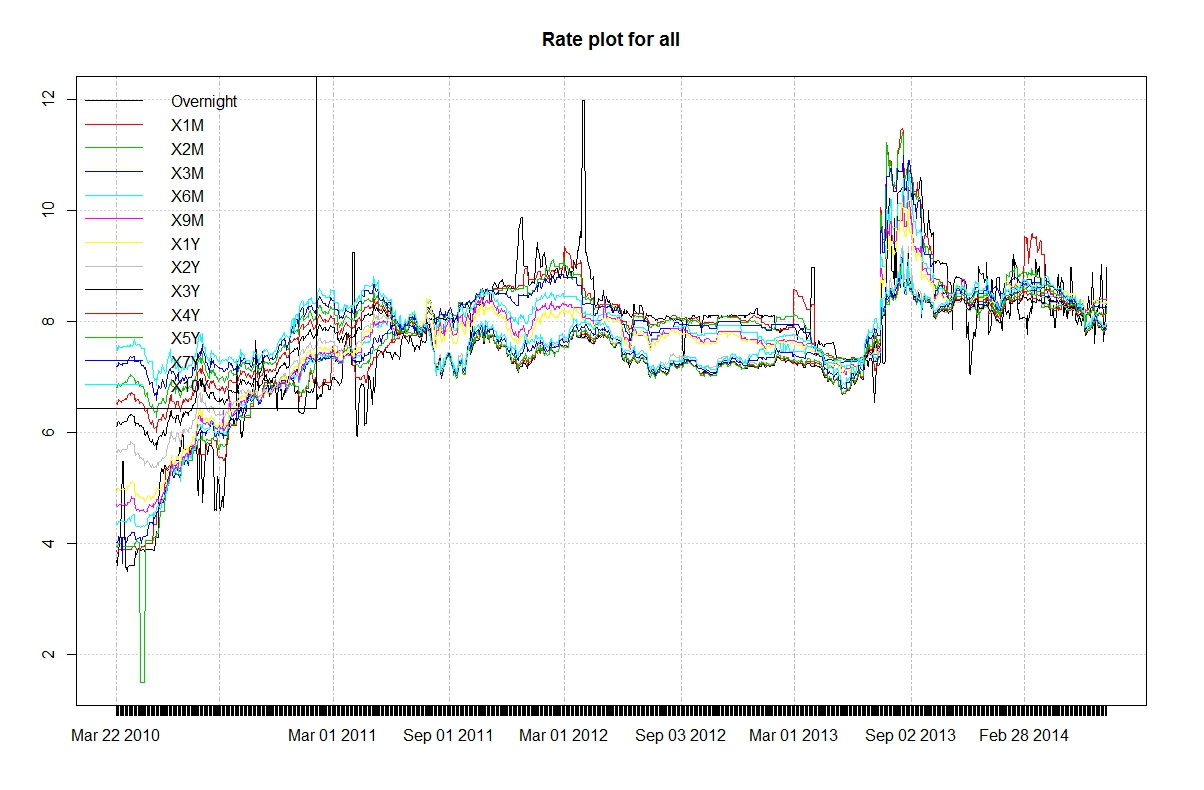 Rate plot for all
12
10
8
6
4
2
Overnight
X1M
X2M
X3M
X6M
X9M
X1Y
X2Y
X3Y
X4Y
X5Y
X7Y
Mar 22 2010
Mar 01 2011
Sep 01 2011
Mar 01 2012
Sep 03 2012
Mar 01 2013
Sep 02 2013
Feb 28 2014